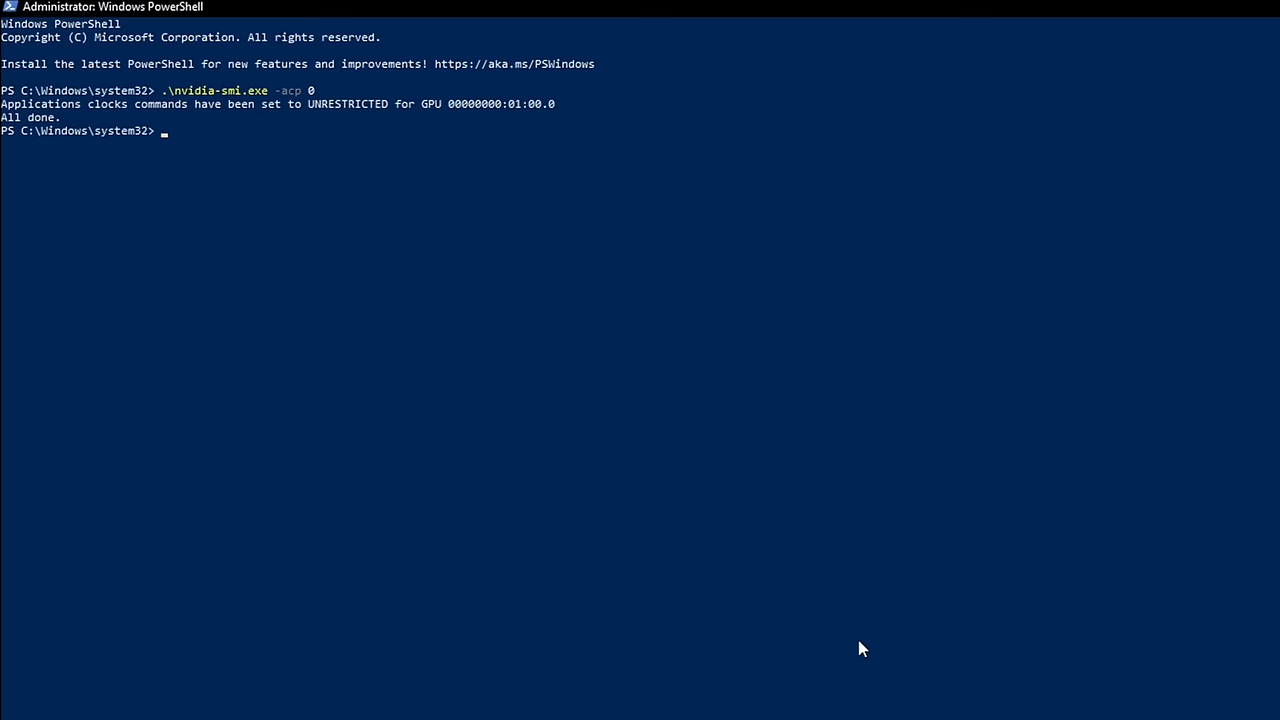 Administrator: Windows PowerShell
Windows PowerShell
Copyright (C) Microsoft Corporation. All rights reserved.
Install the latest PowerShell for new features and improvements! https://aka.ms/PSWindows
PS C:\Windows\system32> .\nvidia-smi.exe -acp 0
Applications clocks commands have been set to UNRESTRICTED for GPU 00000000:01:00.0
All done.
PS C:\Windows\system32>